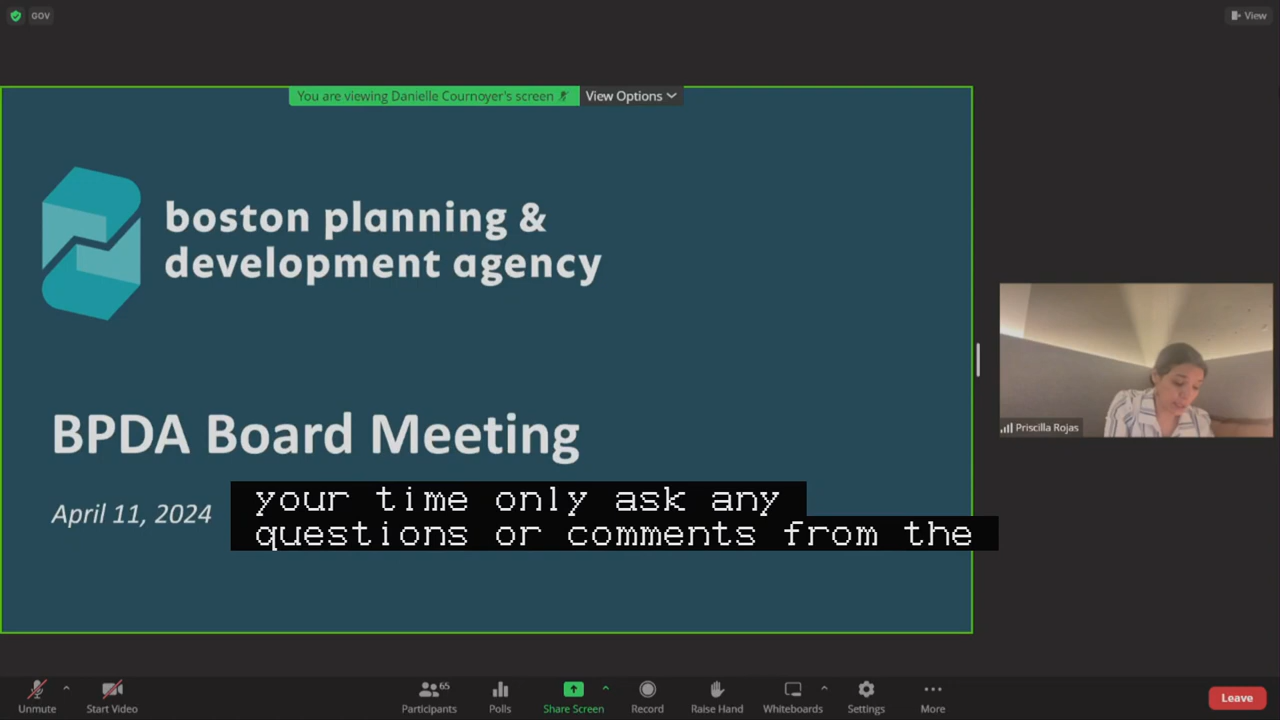 GOV
View
You are viewing Danielle Cournoyer's screen
View Options
boston planning &
development agency
BPDA Board Meeting
April 11, 2024
your time only ask any
questions or comments from the
Priscilla Rojas
Unmute
Start Video
65
Participants
Polls
Share Screen
Record
Raise Hand
Whiteboards
Settings
More
Leave